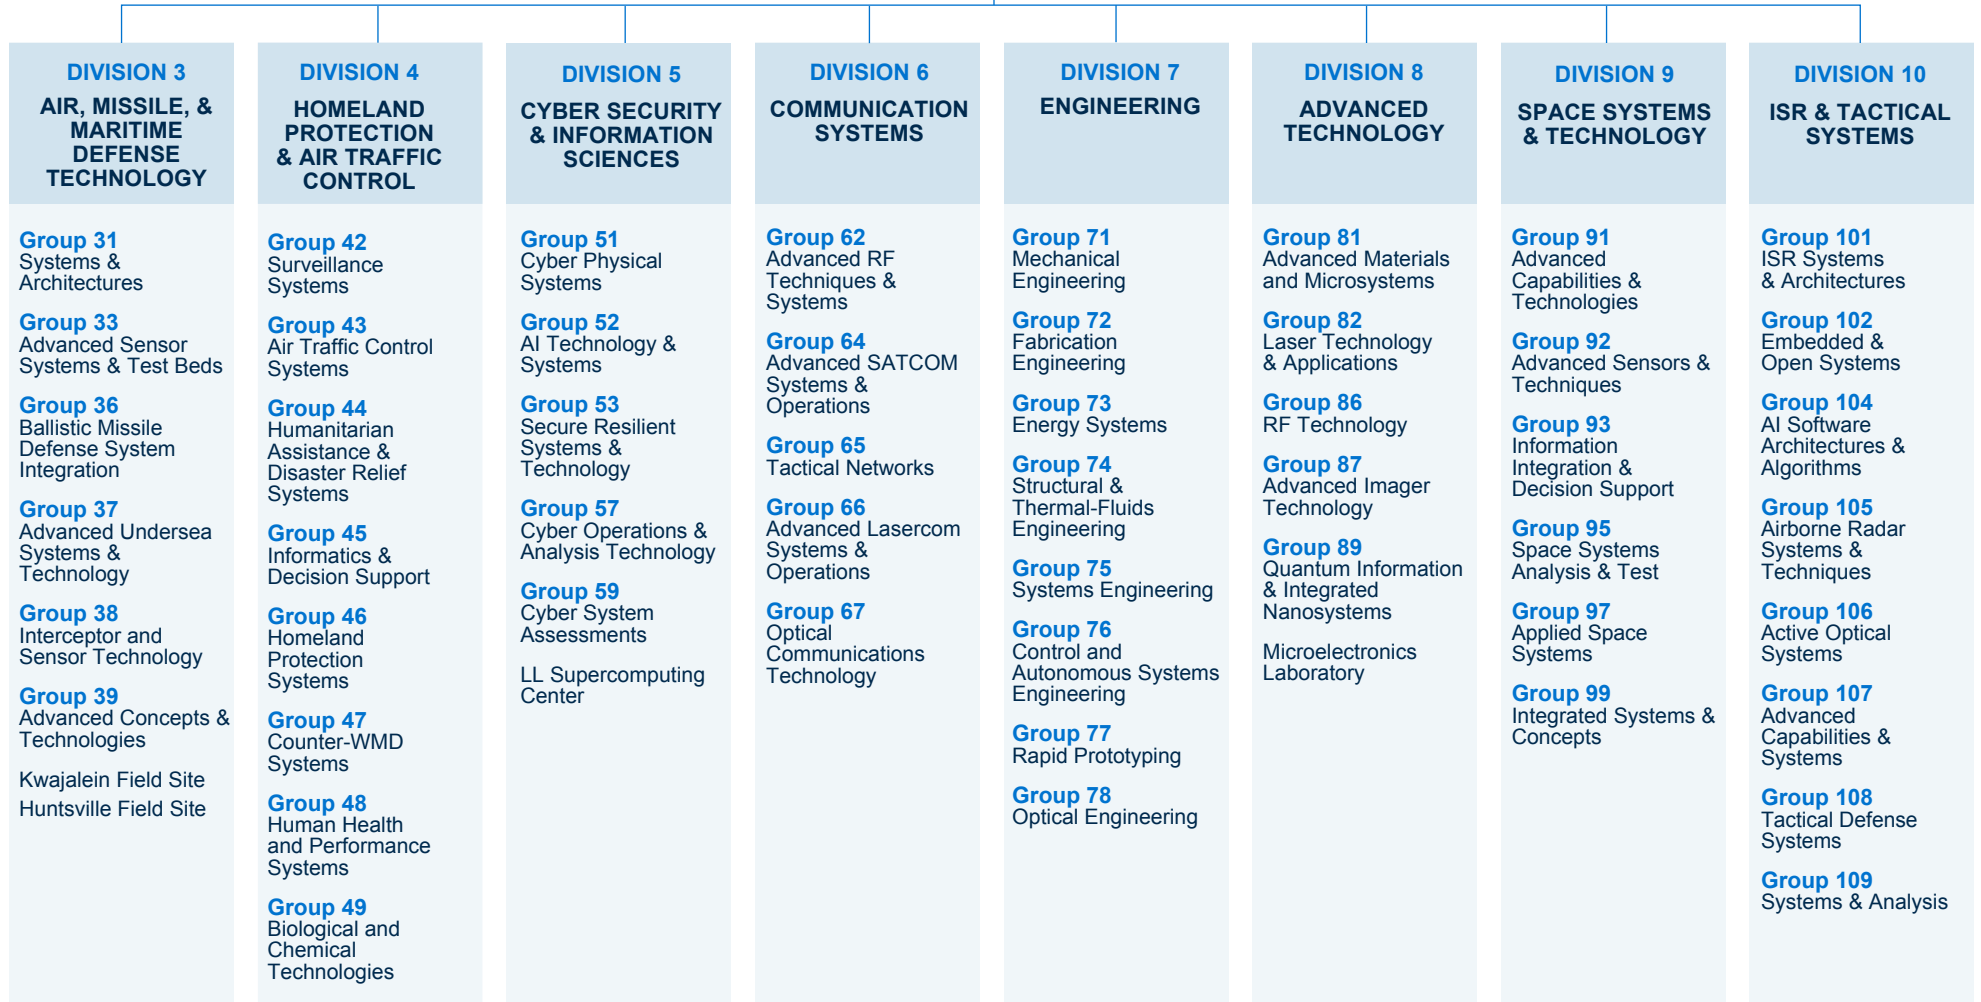 DIVISION 3
AIR, MISSILE, &
MARITIME
DEFENSE
TECHNOLOGY
Group 31
Systems &
Architectures
Group 33
Advanced Sensor
Systems & Test Beds
Group 36
Ballistic Missile
Defense System
Integration
Group 37
Advanced Undersea
Systems &
Technology
Group 38
Interceptor and
Sensor Technology
Group 39
Advanced Concepts &
Technologies
Kwajalein Field Site
Huntsville Field Site
DIVISION 4
HOMELAND
PROTECTION
& AIR TRAFFIC
CONTROL
Group 42
Surveillance
Systems
Group 43
Air Traffic Control
Systems
Group 44
Humanitarian
Assistance &
Disaster Relief
Systems
Group 45
Informatics &
Decision Support
Group 46
Homeland
Protection
Systems
Group 47
Counter-WMD
Systems
Group 48
Human Health
and Performance
Systems
Group 49
Biological and
Chemical
Technologies
DIVISION 5
CYBER SECURITY
& INFORMATION
SCIENCES
Group 51
Cyber Physical
Systems
Group 52
AI Technology &
Systems
Group 53
Secure Resilient
Systems &
Technology
Group 57
Cyber Operations &
Analysis Technology
Group 59
Cyber System
Assessments
LL Supercomputing
Center
DIVISION 6
COMMUNICATION
SYSTEMS
Group 62
Advanced RF
Techniques &
Systems
Group 64
Advanced SATCOM
Systems &
Operations
Group 65
Tactical Networks
Group 66
Advanced Lasercom
Systems &
Operations
Group 67
Optical
Communications
Technology
DIVISION 7
ENGINEERING
Group 71
Mechanical
Engineering
Group 72
Fabrication
Engineering
Group 73
Energy Systems
Group 74
Structural &
Thermal-Fluids
Engineering
Group 75
Systems Engineering
Group 76
Control and
Autonomous Systems
Engineering
Group 77
Rapid Prototyping
Group 78
Optical Engineering
DIVISION 8
ADVANCED
TECHNOLOGY
Group 81
Advanced Materials
and Microsystems
Group 82
Laser Technology
& Applications
Group 86
RF Technology
Group 87
Advanced Imager
Technology
Group 89
Quantum Information
& Integrated
Nanosystems
Microelectronics
Laboratory
DIVISION 9
SPACE SYSTEMS
& TECHNOLOGY
Group 91
Advanced
Capabilities &
Technologies
Group 92
Advanced Sensors &
Techniques
Group 93
Information
Integration &
Decision Support
Group 95
Space Systems
Analysis & Test
Group 97
Applied Space
Systems
Group 99
Integrated Systems &
Concepts
DIVISION 10
ISR & TACTICAL
SYSTEMS
Group 101
ISR Systems
& Architectures
Group 102
Embedded &
Open Systems
Group 104
AI Software
Architectures &
Algorithms
Group 105
Airborne Radar
Systems &
Techniques
Group 106
Active Optical
Systems
Group 107
Advanced
Capabilities &
Systems
Group 108
Tactical Defense
Systems
Group 109
Systems & Analysis